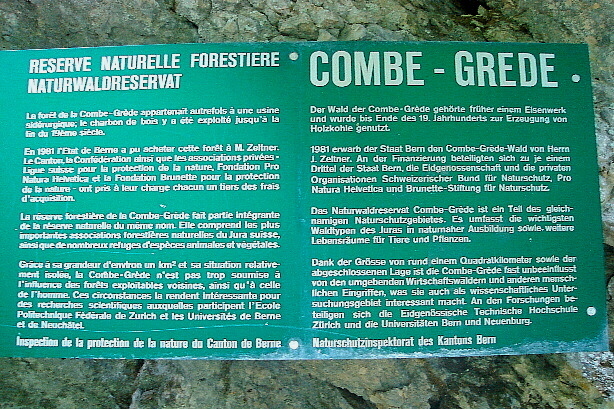 RESERVE NATURELLE FORESTIERE
NATURWALDRESERVAT
La forêt de la Combe-Grède appartenait autrefois à une usine
sidérurgique; le charbon de bois y a été exploité jusqu'à la
fin du 19ème siècle.
En 1981 l'Etat de Berne a pu acheter cette forêt à M. Zeltner.
Le Canton, la Confédération ainsi que les associations privées -
Ligue suisse pour la protection de la nature, Fondation Pro
Natura Helvetica et la Fondation Brunette pour la protection
de la nature - ont pris à leur charge chacun un tiers des frais
d'acquisition.
La réserve forestière de la Combe-Grède fait partie intégrante
de la réserve naturelle du même nom. Elle comprend les plus
importantes associations forestières naturelles du Jura suisse,
ainsi que de nombreux refuges d'espèces animales et végétales.
Grâce à sa grandeur d'environ un km² et sa situation relative-
ment isolée, la Combe-Grède n'est pas trop soumise à
l'influence des forêts exploitables voisines, ainsi qu'à celle
de l'homme. Ces circonstances la rendent intéressante pour
des recherches scientifiques auxquelles participent l'Ecole
Polytechnique Fédérale de Zurich et les Universités de Berne
et de Neuchâtel.
Inspection de la protection de la nature du Canton de Berne
COMBE - GREDE
Der Wald der Combe-Grède gehörte früher einem Eisenwerk
und wurde bis Ende des 19. Jahrhunderts zur Erzeugung von
Holzkohle genutzt.
1981 erwarb der Staat Bern den Combe-Grède-Wald von Herrn
J. Zeltner. An der Finanzierung beteiligten sich zu je einem
Drittel der Staat Bern, die Eidgenossenschaft und die privaten
Organisationen Schweizerischer Bund für Naturschutz, Pro
Natura Helvetica und Brunette-Stiftung für Naturschutz.
Das Naturwaldreservat Combe-Grède ist ein Teil des gleich-
namigen Naturschutzgebietes. Es umfasst die wichtigsten
Waldtypen des Juras in naturnaher Ausbildung sowie weitere
Lebensräume für Tiere und Pflanzen.
Dank der Grösse von rund einem Quadratkilometer sowie der
abgeschlossenen Lage ist die Combe-Grède fast unbeeinflusst
von den umgebenden Wirtschaftswäldern und anderen mensch-
lichen Eingriffen, was sie auch als wissenschaftliches Unter-
suchungsgebiet interessant macht. An den Forschungen be-
teiligen sich die Eidgenössische Technische Hochschule
Zürich und die Universitäten Bern und Neuenburg.
Naturschutzinspektorat des Kantons Bern